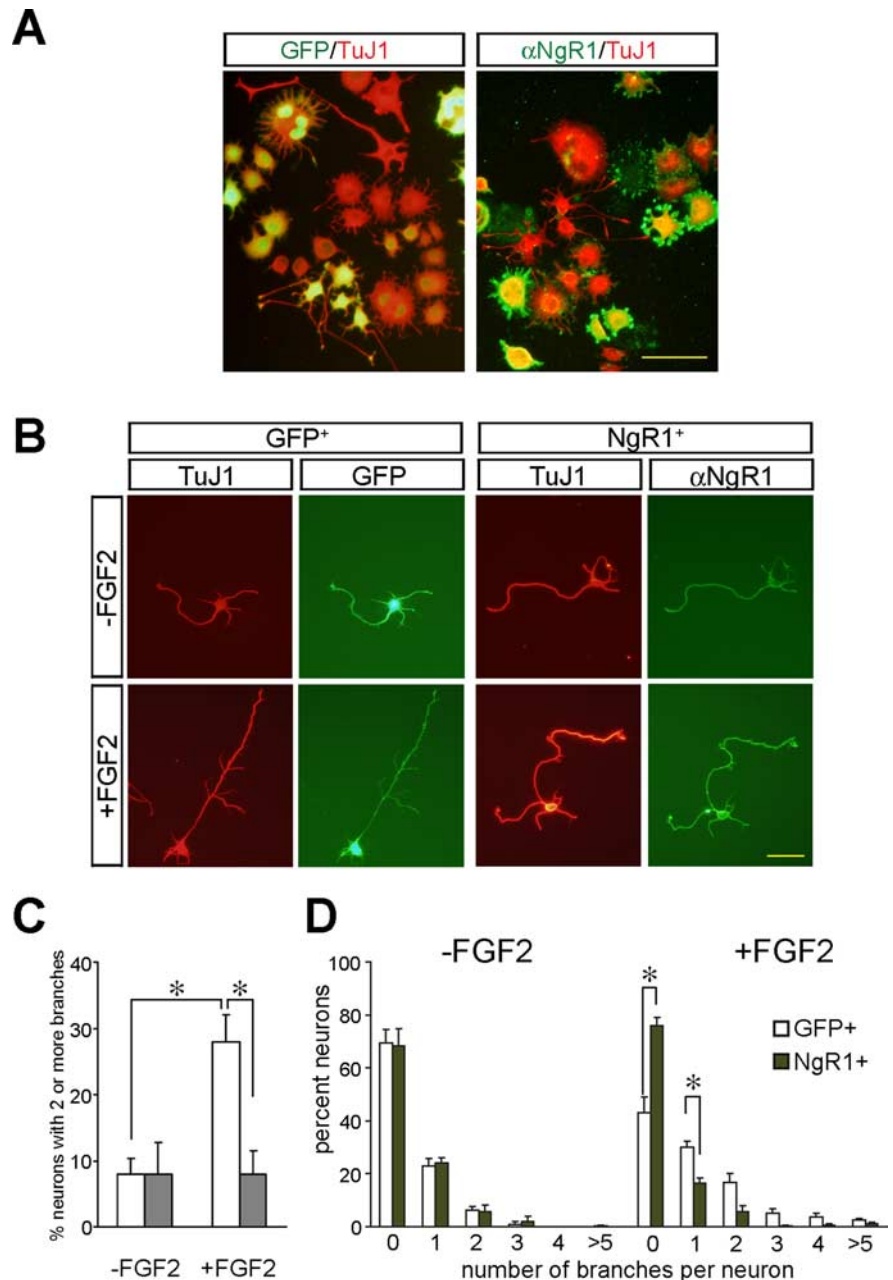 A
GFP/TuJ1
αNgR1/TuJ1
B
GFP+
NgR1+
TuJ1
GFP
TuJ1
αNgR1
-FGF2
+FGF2
C
% neurons with 2 or more branches
40
30
20
10
0
*
*
-FGF2
+FGF2
D
-FGF2
+FGF2
percent neurons
100
80
60
40
20
0
*
*
GFP+
NgR1+
0 1 2 3 4 >5 0 1 2 3 4 >5
number of branches per neuron